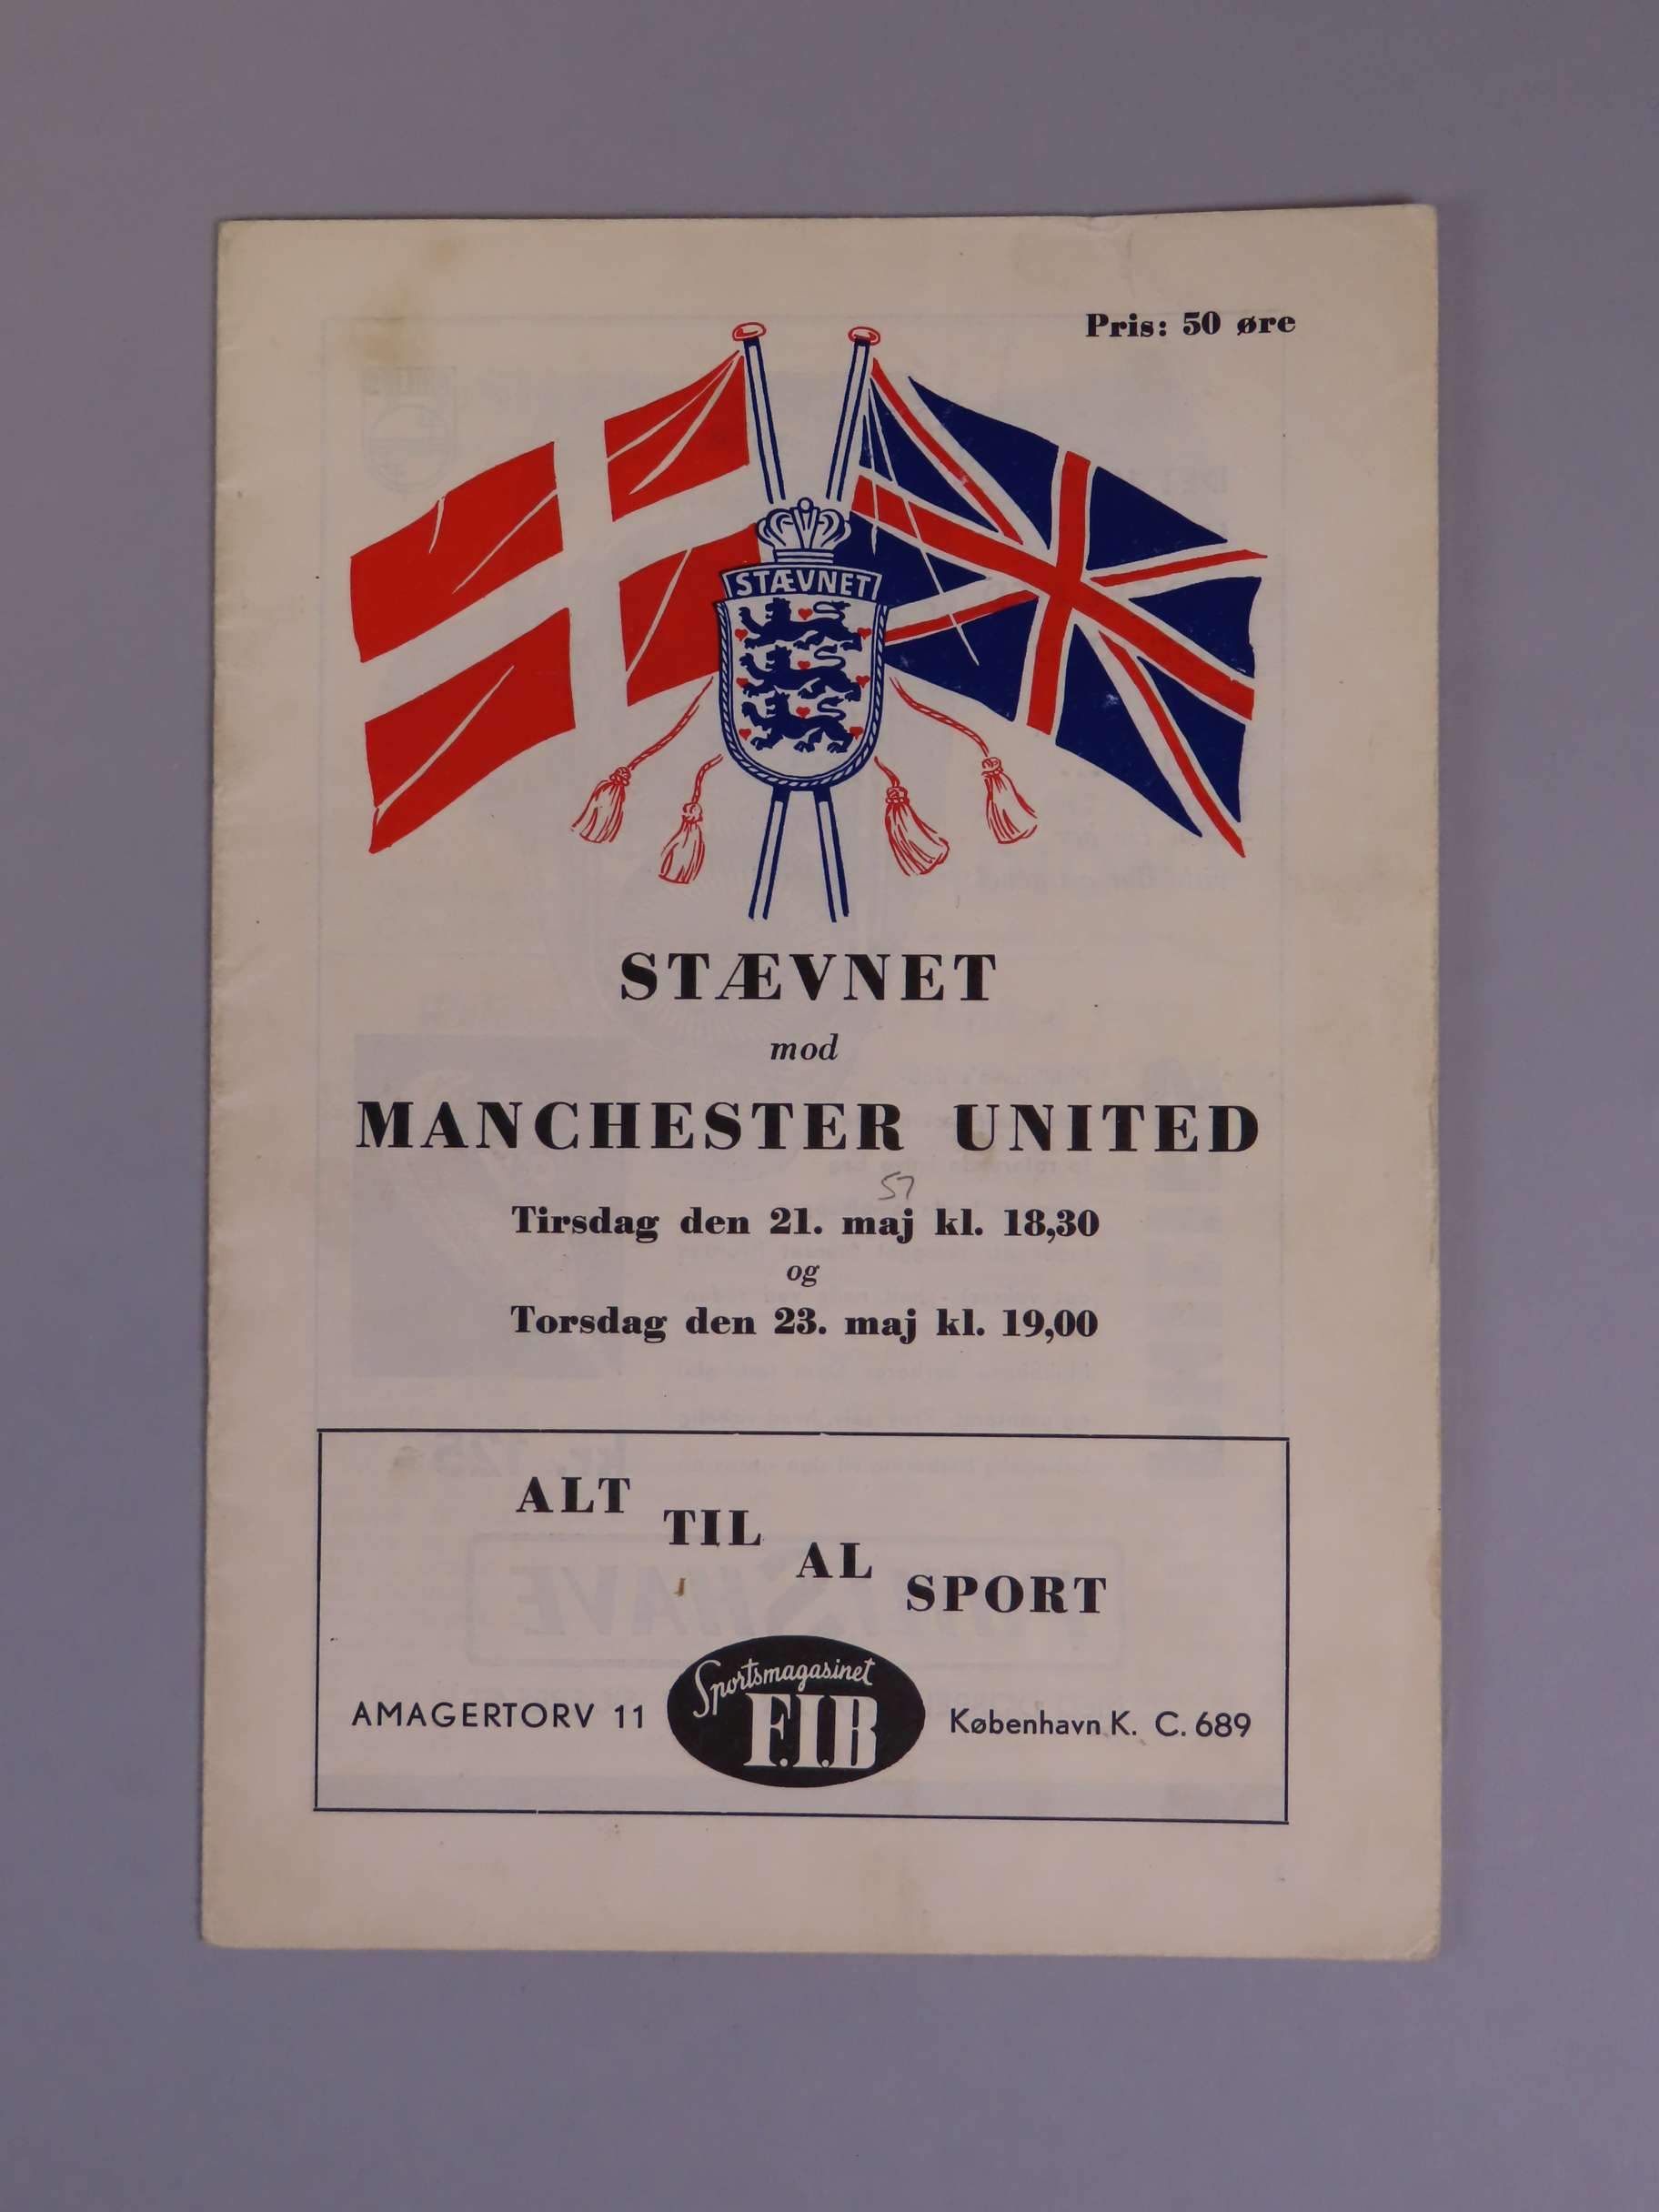 Pris: 50 øre
STÆVNET
STÆVNET
mod
MANCHESTER UNITED
57
Tirsdag den 21. maj kl. 18,30
og
Torsdag den 23. maj kl. 19,00
ALT TIL AL SPORT
Sportsmagasinet
AMAGERTORV 11 F.I.B København K. C. 689